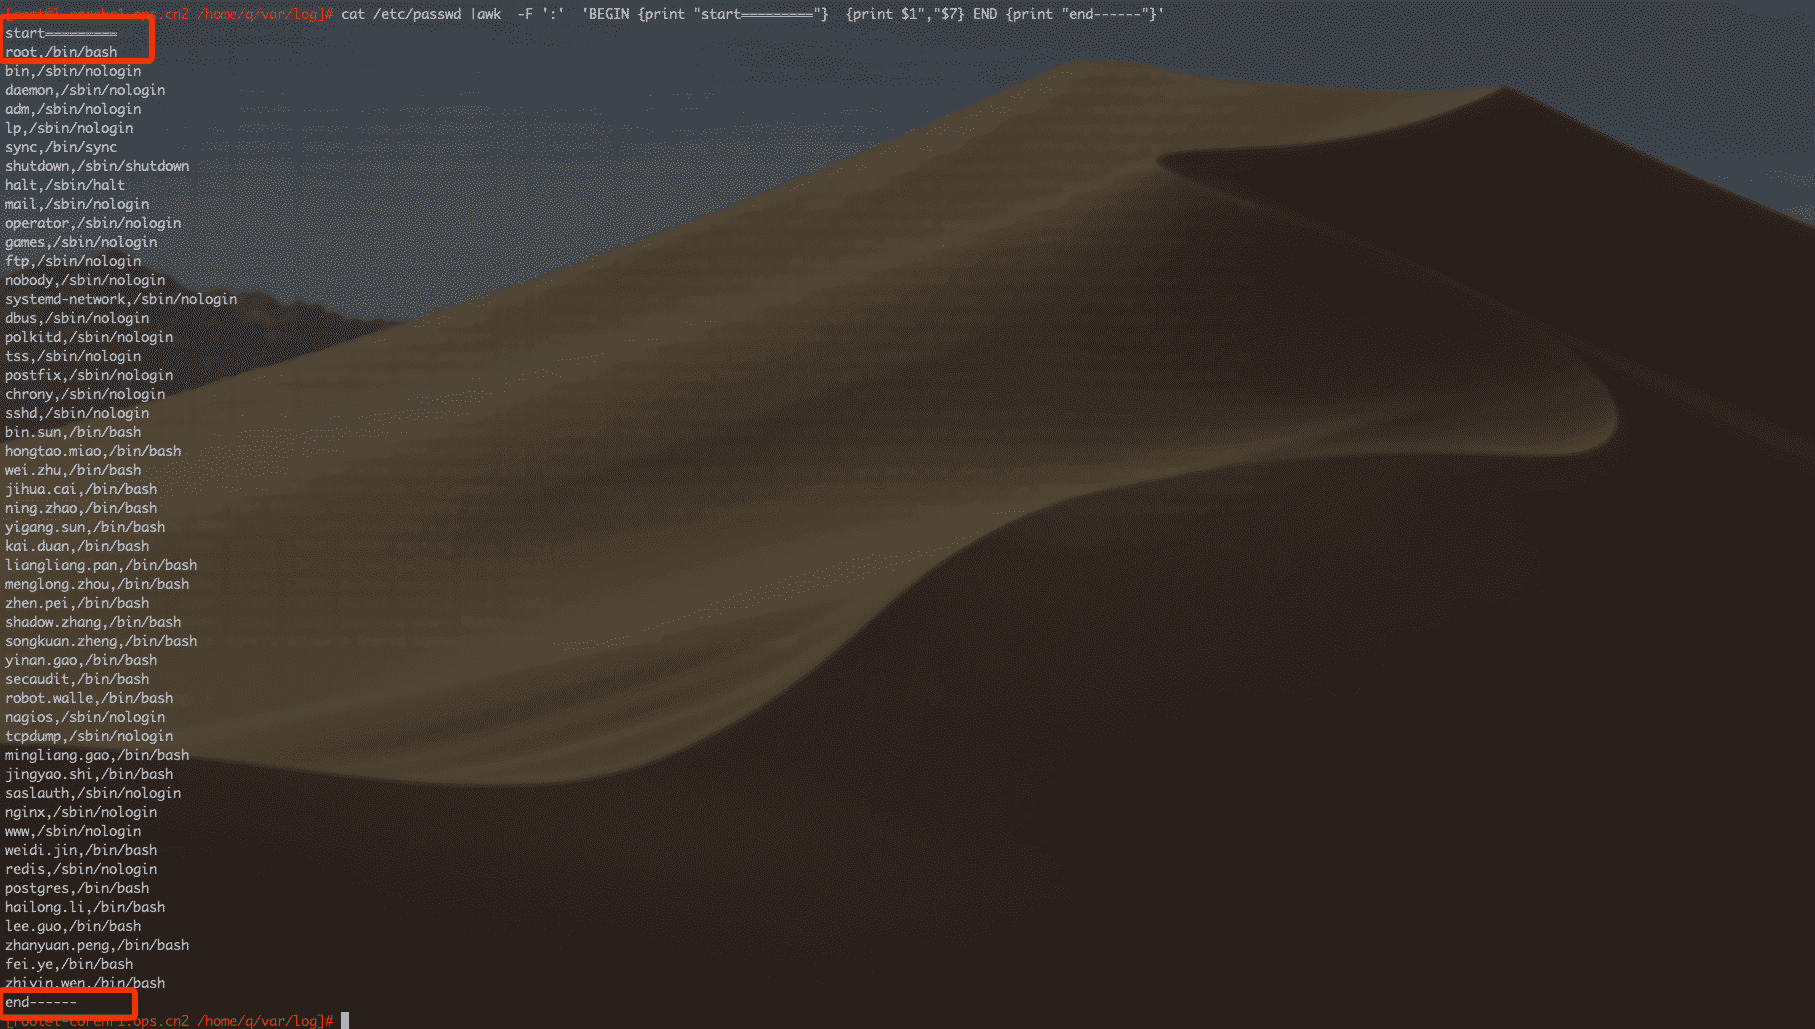 [root@l-corehr1.ops.cn2 /home/q/var/log]# cat /etc/passwd |awk  -F ':'  'BEGIN {print "start========="}  {print $1","$7} END {print "end------"}'
start=========
root,/bin/bash
bin,/sbin/nologin
daemon,/sbin/nologin
adm,/sbin/nologin
lp,/sbin/nologin
sync,/bin/sync
shutdown,/sbin/shutdown
halt,/sbin/halt
mail,/sbin/nologin
operator,/sbin/nologin
games,/sbin/nologin
ftp,/sbin/nologin
nobody,/sbin/nologin
systemd-network,/sbin/nologin
dbus,/sbin/nologin
polkitd,/sbin/nologin
tss,/sbin/nologin
postfix,/sbin/nologin
chrony,/sbin/nologin
sshd,/sbin/nologin
bin.sun,/bin/bash
hongtao.miao,/bin/bash
wei.zhu,/bin/bash
jihua.cai,/bin/bash
ning.zhao,/bin/bash
yigang.sun,/bin/bash
kai.duan,/bin/bash
liangliang.pan,/bin/bash
menglong.zhou,/bin/bash
zhen.pei,/bin/bash
shadow.zhang,/bin/bash
songkuan.zheng,/bin/bash
yinan.gao,/bin/bash
secaudit,/bin/bash
robot.walle,/bin/bash
nagios,/sbin/nologin
tcpdump,/sbin/nologin
mingliang.gao,/bin/bash
jingyao.shi,/bin/bash
saslauth,/sbin/nologin
nginx,/sbin/nologin
www,/sbin/nologin
weidi.jin,/bin/bash
redis,/sbin/nologin
postgres,/bin/bash
hailong.li,/bin/bash
lee.guo,/bin/bash
zhanyuan.peng,/bin/bash
fei.ye,/bin/bash
zhiyin.wen,/bin/bash
end------
[root@l-corehr1.ops.cn2 /home/q/var/log]#